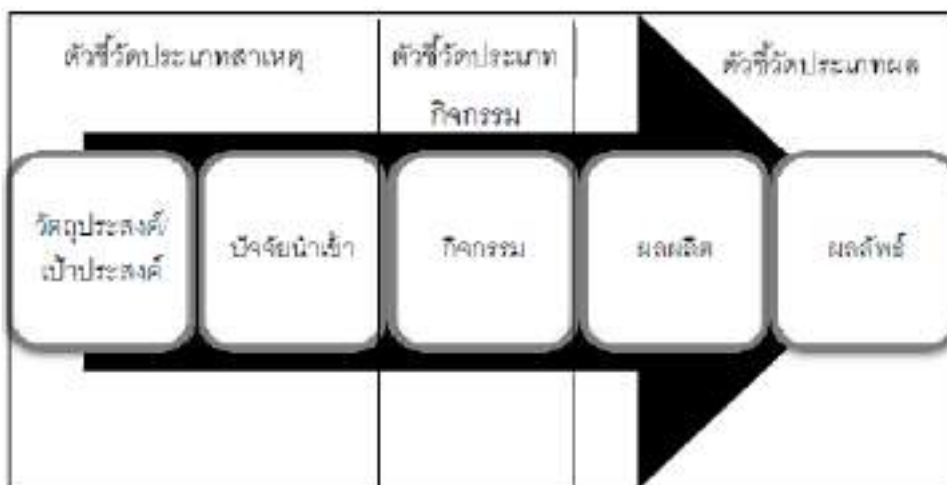 ตัวชี้วัดประเภทสาเหตุ
ตัวชี้วัดประเภท
กิจกรรม
ตัวชี้วัดประเภทผล
วัตถุประสงค์/
เป้าประสงค์
ปัจจัยนำเข้า
กิจกรรม
ผลผลิต
ผลลัพธ์